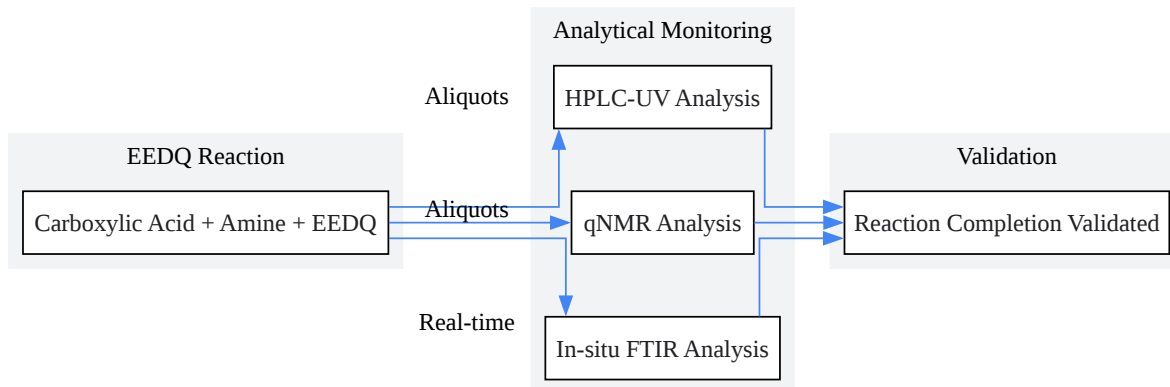 Analytical Monitoring
Aliquots
HPLC-UV Analysis
EEDQ Reaction
Validation
Carboxylic Acid + Amine + EEDQ
Aliquots
qNMR Analysis
Reaction Completion Validated
Real-time
In-situ FTIR Analysis